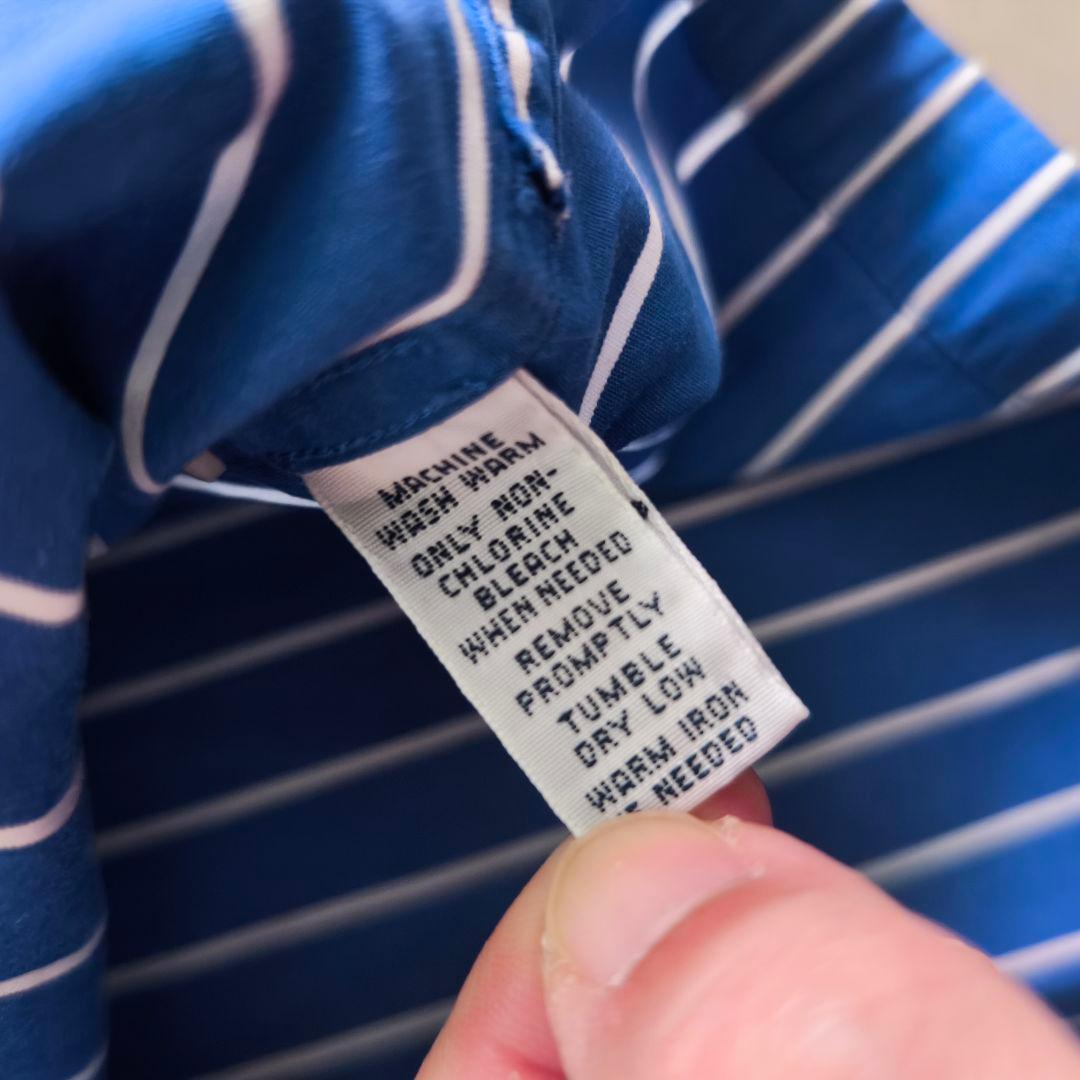 MACHINE
WASH WARM
ONLY NON-
CHLORINE
BLEACH
WHEN NEEDED
REMOVE
PROMPTLY
TUMBLE
DRY LOW
WARM IRON
NEEDED